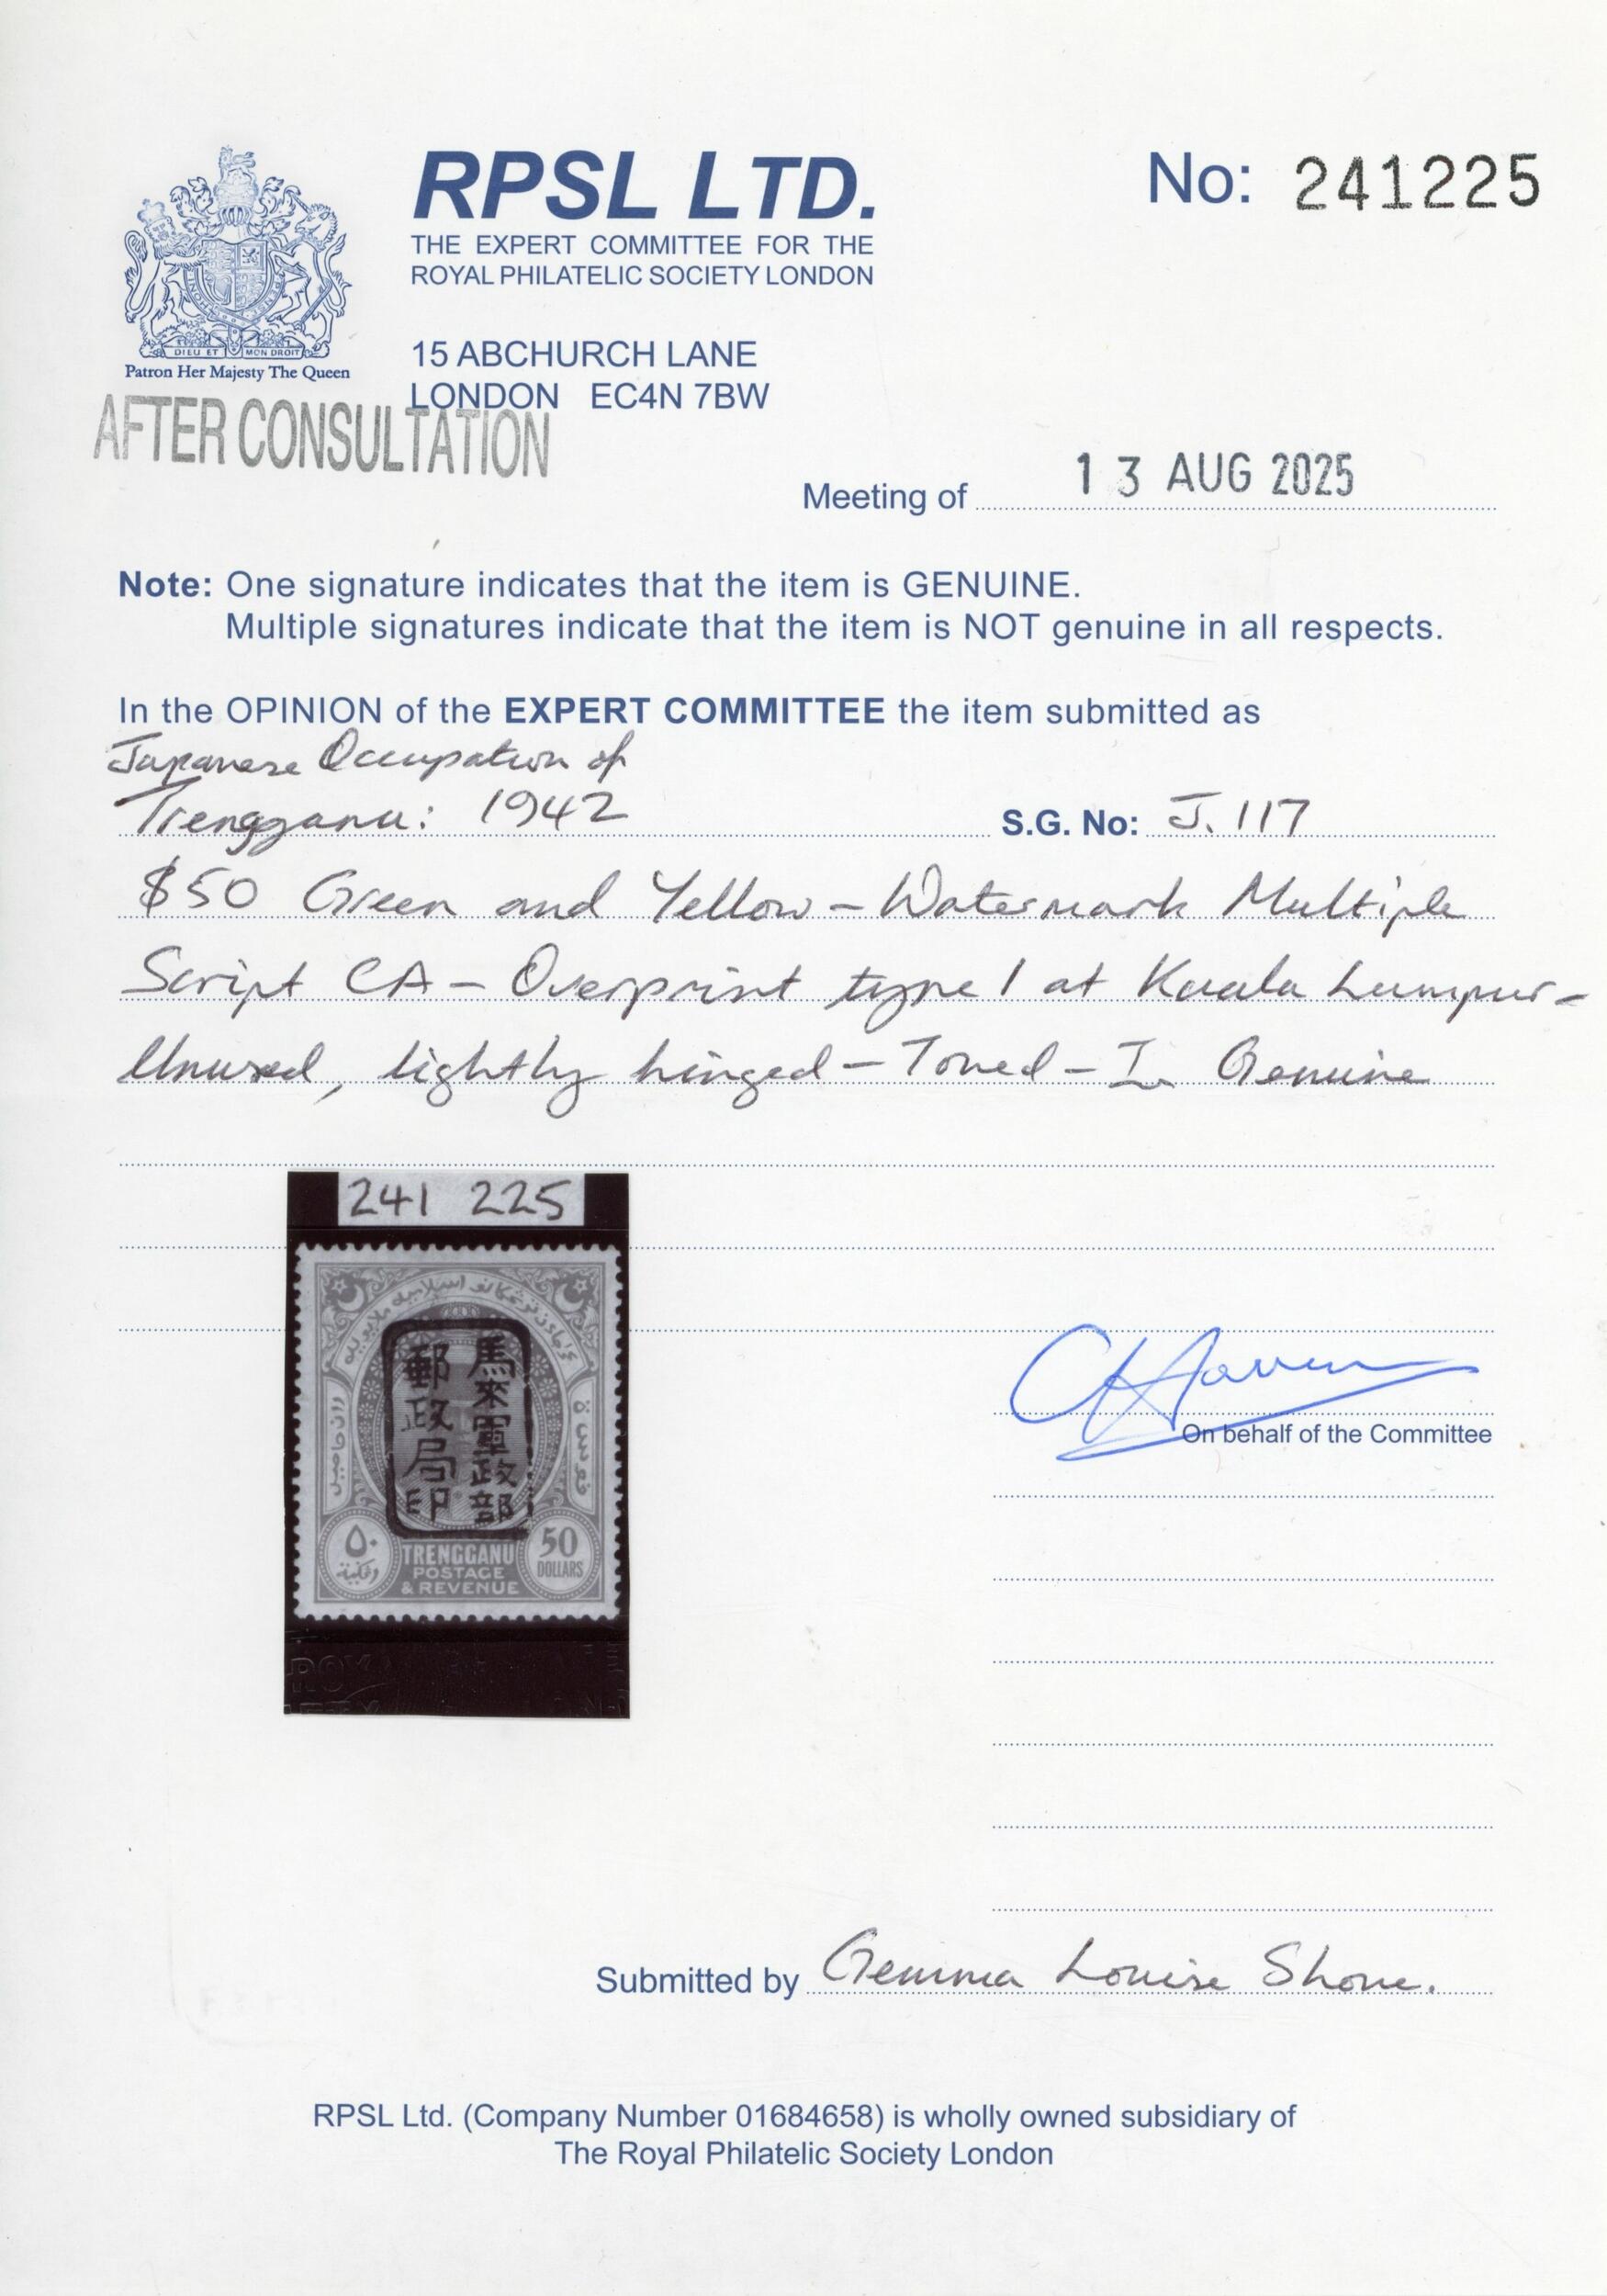 RPSL LTD.
THE EXPERT COMMITTEE FOR THE
ROYAL PHILATELIC SOCIETY LONDON
No: 241225
15 ABCHURCH LANE
LONDON EC4N 7BW
DIEU ET MON DROIT
Patron Her Majesty The Queen
AFTER CONSULTATION
Meeting of 13 AUG 2025
Note: One signature indicates that the item is GENUINE.
Multiple signatures indicate that the item is NOT genuine in all respects.
In the OPINION of the EXPERT COMMITTEE the item submitted as
Japanese Occupation of
Trengganu: 1942 S.G. No: J.117
$50 Green and Yellow - Watermark Multiple
Script CA - Overprint type 1 at Kuala Lumpur -
Unused, lightly hinged - Toned - Is Genuine
241 225
馬來軍政部
郵政局印
٥٠
50
DOLLARS
TRENGGANU
POSTAGE
& REVENUE
On behalf of the Committee
Submitted by Gemma Louise Shone.
RPSL Ltd. (Company Number 01684658) is wholly owned subsidiary of
The Royal Philatelic Society London